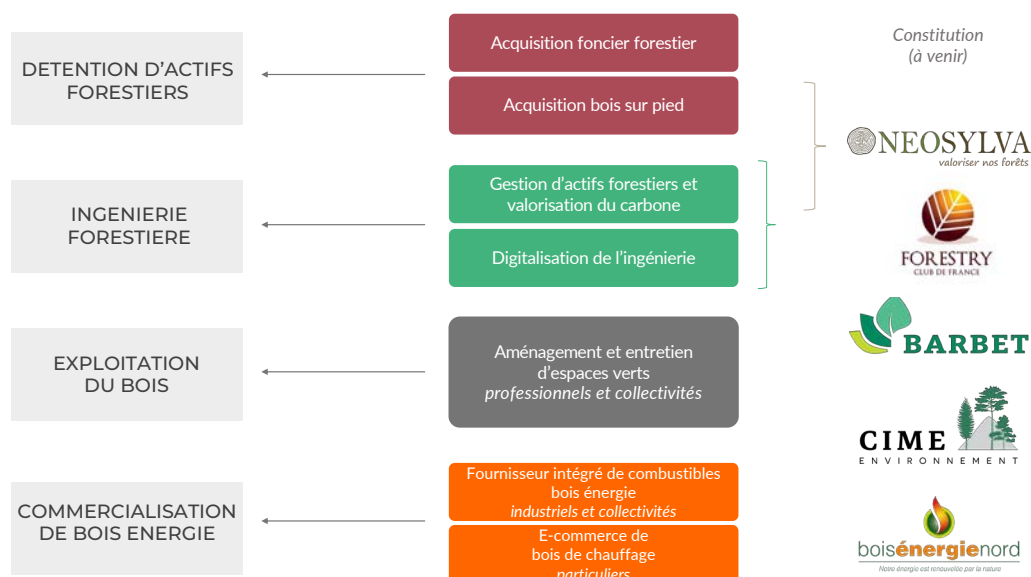 DETENTION D'ACTIFS
FORESTIERS
Acquisition foncier forestier
Acquisition bois sur pied
Constitution
(à venir)
NEOSYLVA
valoriser nos forêts
INGENIERIE
FORESTIERE
Gestion d'actifs forestiers et
valorisation du carbone
Digitalisation de l'ingénierie
FORESTRY
CLUB DE FRANCE
EXPLOITATION
DU BOIS
Aménagement et entretien
d'espaces verts
professionnels et collectivités
BARBET
CIME
ENVIRONNEMENT
COMMERCIALISATION
DE BOIS ENERGIE
Fournisseur intégré de combustibles
bois énergie
industriels et collectivités
E-commerce de
bois de chauffage
particuliers
boisénergienord
Notre énergie est renouvelée par la nature